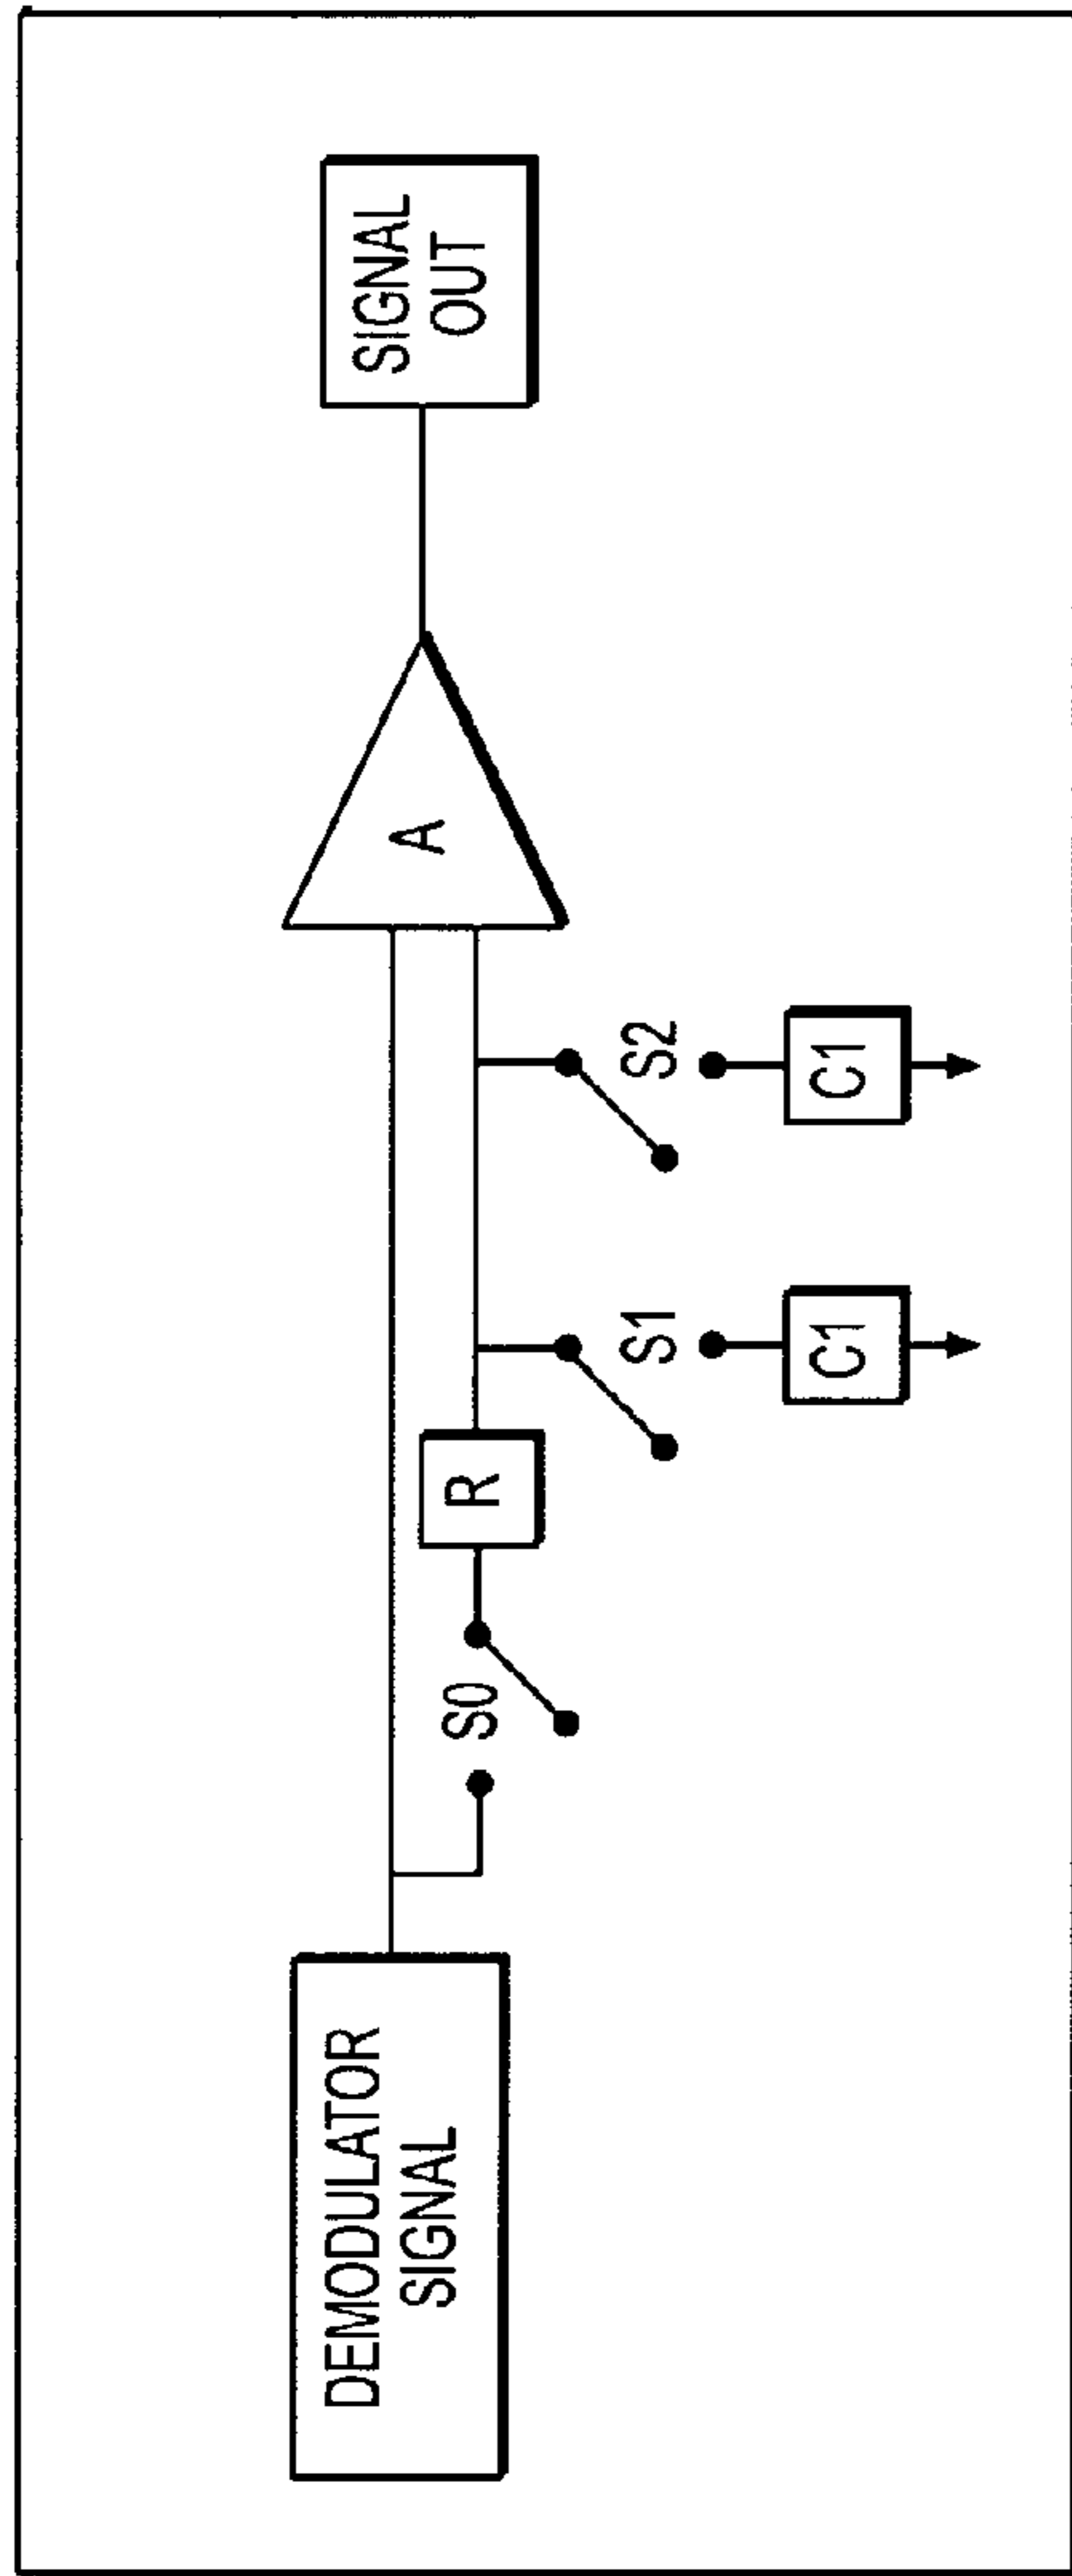 DEMODULATOR
SIGNAL
S0
R
S1
C1
S2
C1
A
SIGNAL
OUT